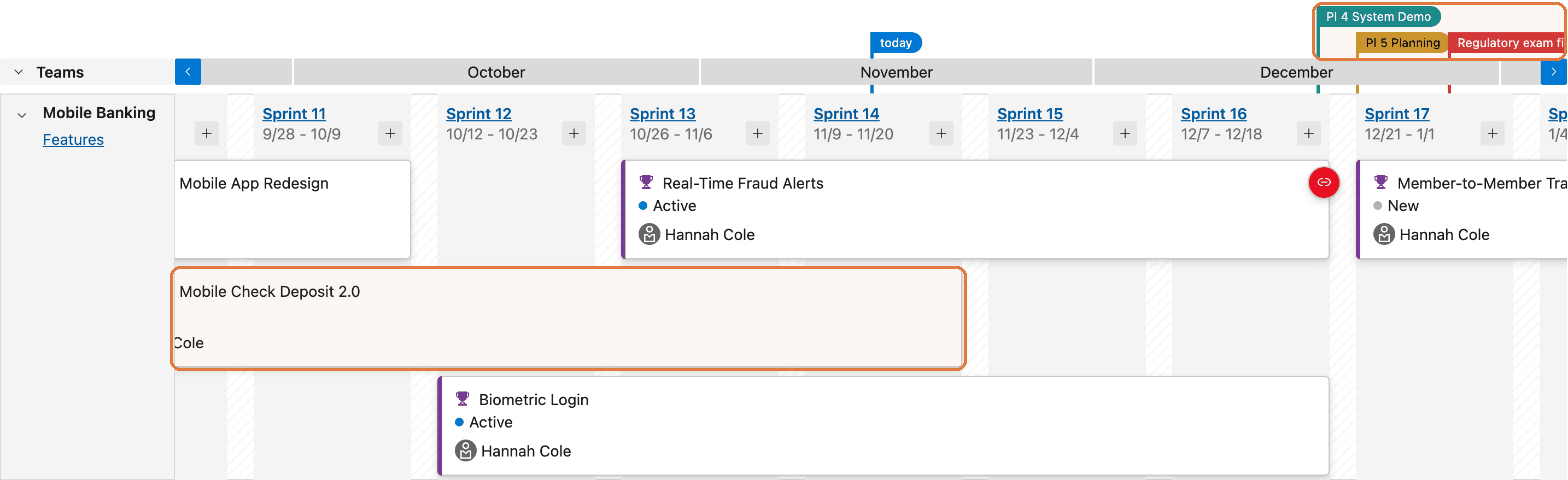 PI 4 System Demo
today
PI 5 Planning
Regulatory exam fi
Teams
October
November
December
Mobile Banking
Features
Sprint 11
9/28 - 10/9
Sprint 12
10/12 - 10/23
Sprint 13
10/26 - 11/6
Sprint 14
11/9 - 11/20
Sprint 15
11/23 - 12/4
Sprint 16
12/7 - 12/18
Sprint 17
12/21 - 1/1
Sp
1/4
Mobile App Redesign
Real-Time Fraud Alerts
Active
Hannah Cole
Member-to-Member Tra
New
Hannah Cole
Mobile Check Deposit 2.0
Cole
Biometric Login
Active
Hannah Cole